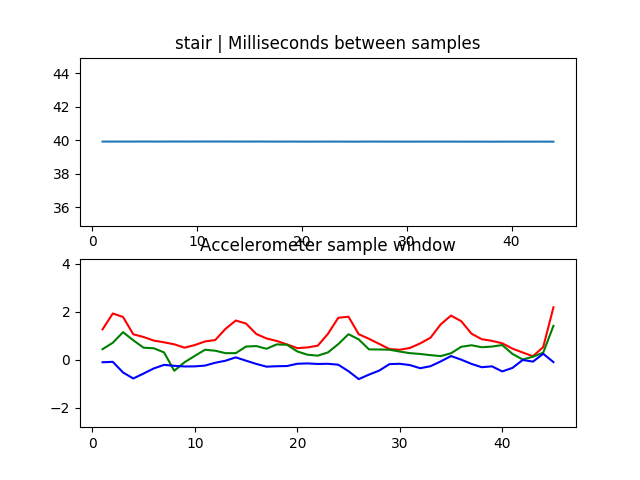 stair | Milliseconds between samples
44
42
40
38
36
0 10 20 30 40
Accelerometer sample window
4
2
0
−2
0 10 20 30 40